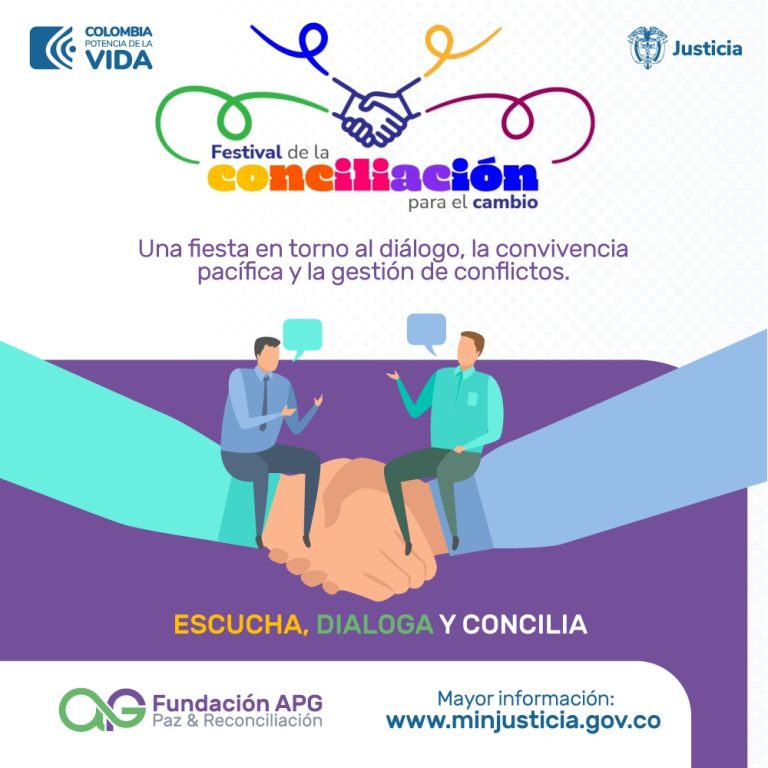 COLOMBIA
POTENCIA DE LA
VIDA
Justicia
Festival de la
conciliación
para el cambio
Una fiesta en torno al diálogo, la convivencia
pacífica y la gestión de conflictos.
ESCUCHA, DIALOGA Y CONCILIA
Fundación APG
Paz & Reconciliación
Mayor información:
www.minjusticia.gov.co